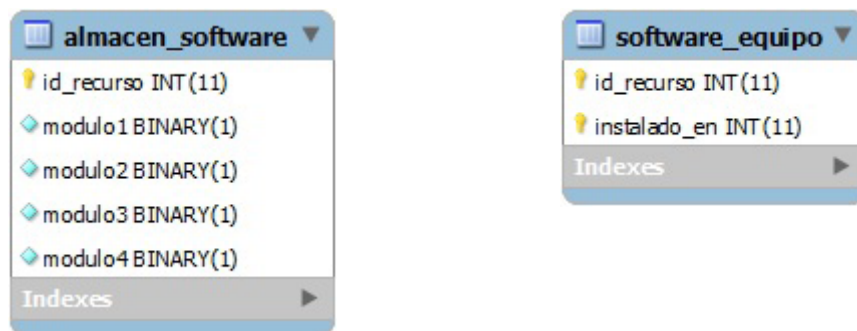 almacen_software
id_recurso INT(11)
modulo1 BINARY(1)
modulo2 BINARY(1)
modulo3 BINARY(1)
modulo4 BINARY(1)
Indexes
software_equipo
id_recurso INT(11)
instalado_en INT(11)
Indexes